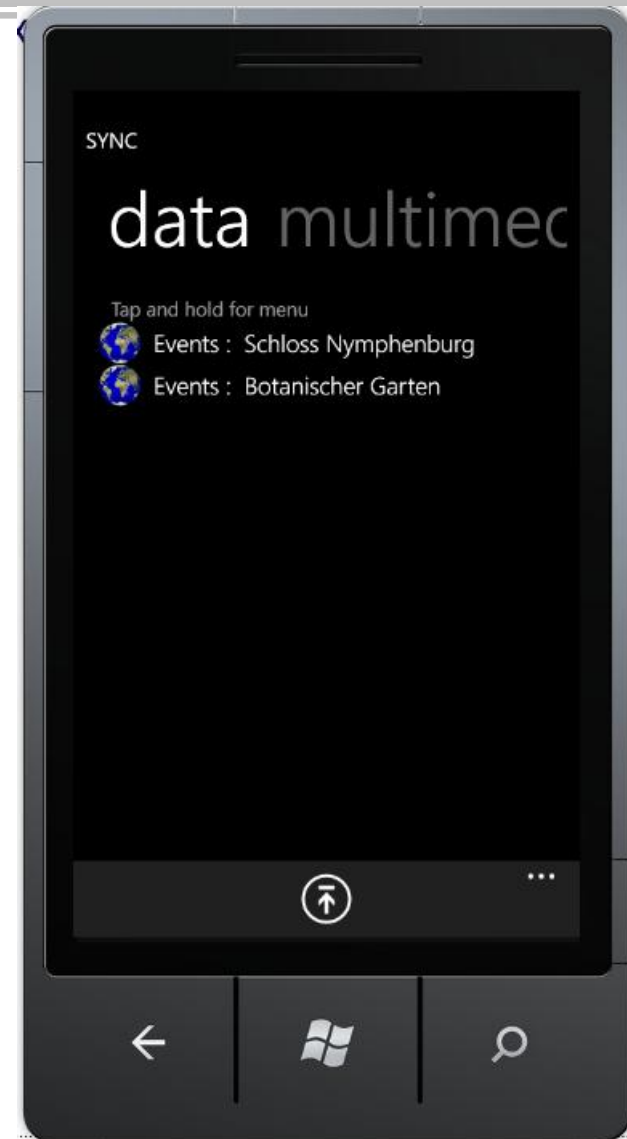 SYNC
data multimec
Tap and hold for menu
Events : Schloss Nymphenburg
Events : Botanischer Garten
...